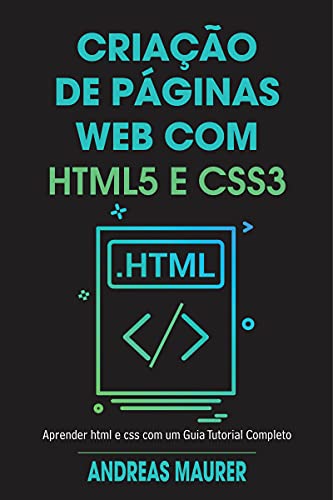 CRIAÇÃO
DE PÁGINAS
WEB COM
HTML5 E CSS3
.HTML
</>
Aprender html e css com um Guia Tutorial Completo
ANDREAS MAURER